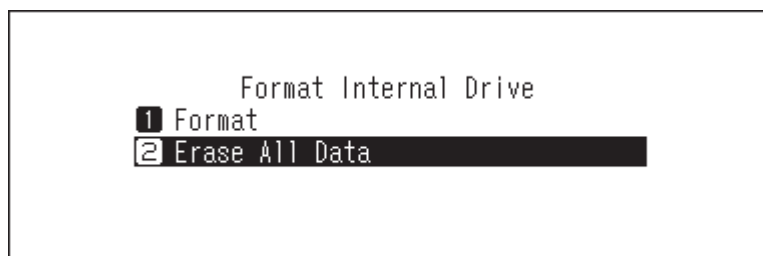 Format Internal Drive
1 Format
2 Erase All Data